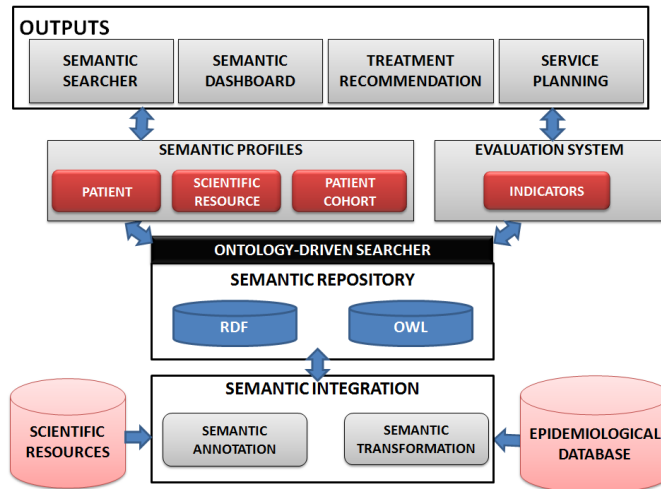 OUTPUTS
SEMANTIC
SEARCHER
SEMANTIC
DASHBOARD
TREATMENT
RECOMMENDATION
SERVICE
PLANNING
SEMANTIC PROFILES
PATIENT
SCIENTIFIC
RESOURCE
PATIENT
COHORT
EVALUATION SYSTEM
INDICATORS
ONTOLOGY-DRIVEN SEARCHER
SEMANTIC REPOSITORY
RDF
OWL
SEMANTIC INTEGRATION
SEMANTIC
ANNOTATION
SEMANTIC
TRANSFORMATION
SCIENTIFIC
RESOURCES
EPIDEMIOLOGICAL
DATABASE